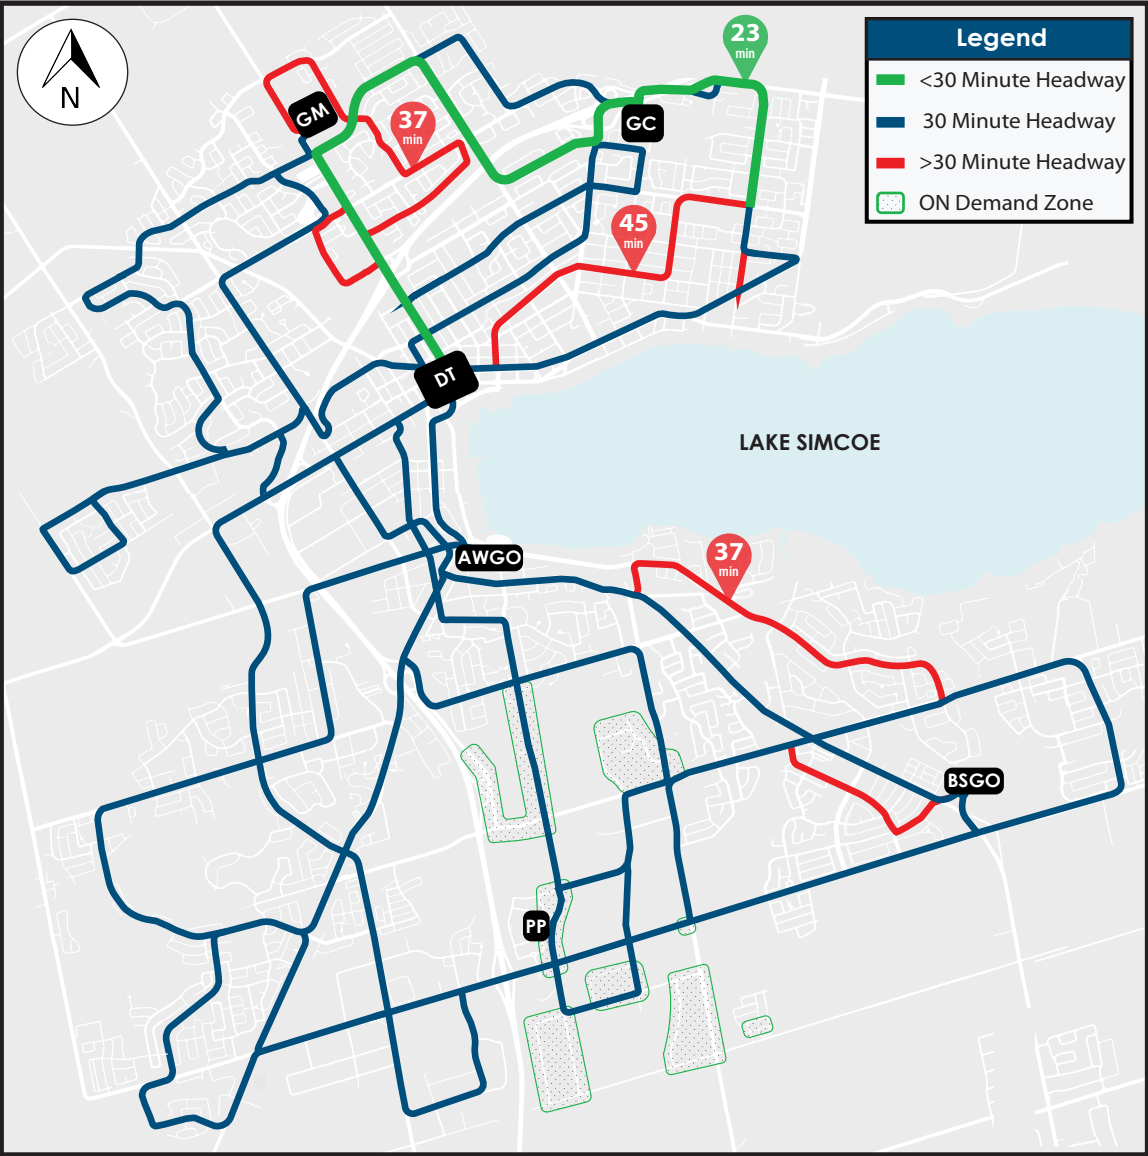 N
GM
37
min
23
min
GC
45
min
Legend
<30 Minute Headway
30 Minute Headway
>30 Minute Headway
ON Demand Zone
DT
LAKE SIMCOE
AWGO
37
min
BSGO
PP